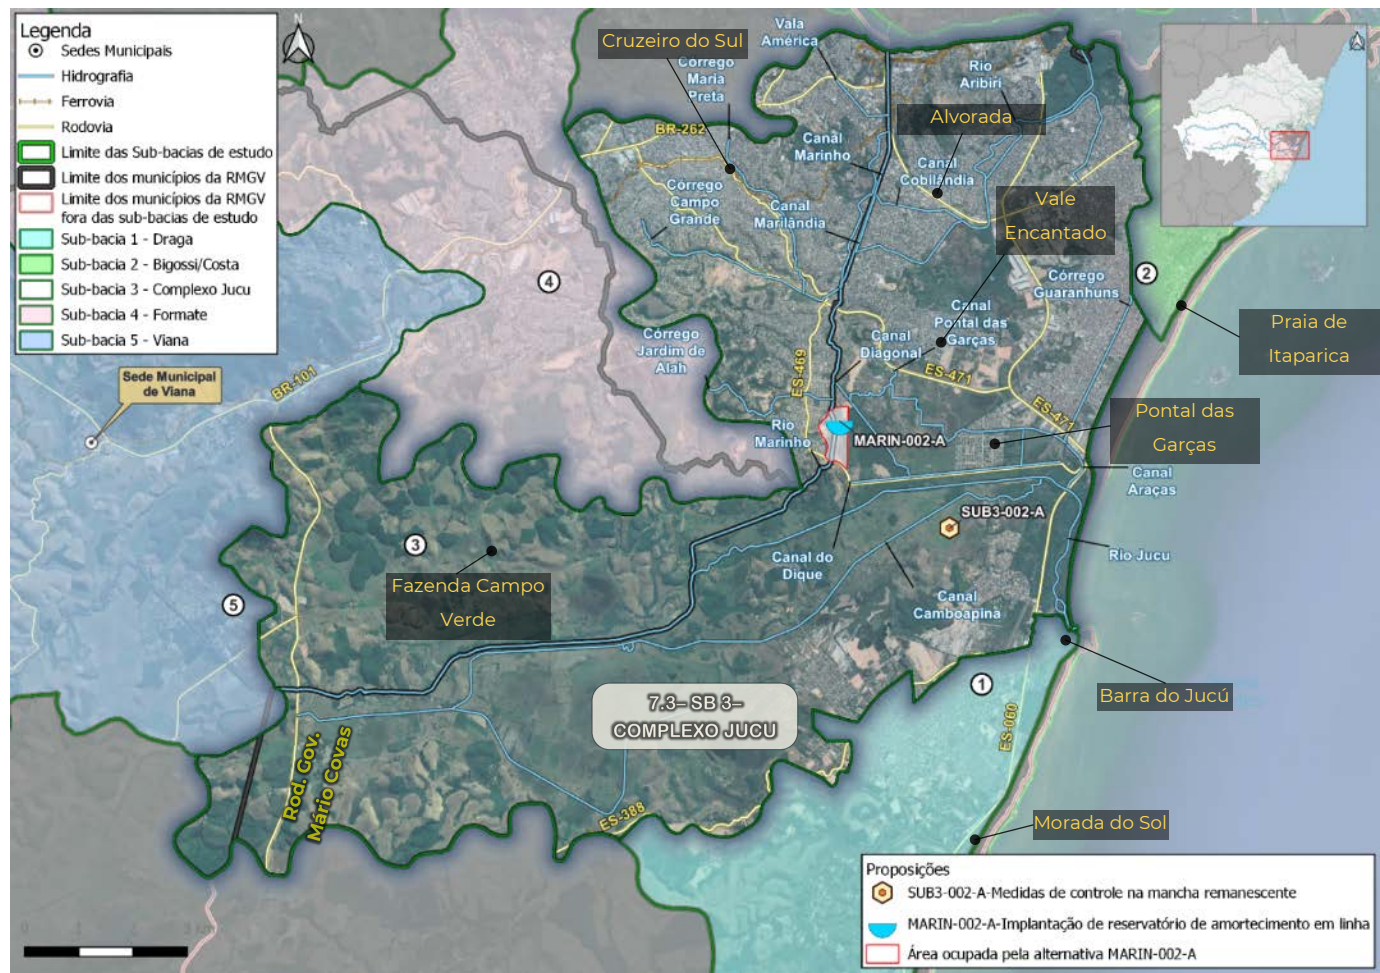 Legenda
Sedes Municipais
Hidrografia
Ferrovia
Rodovia
Limite das Sub-bacias de estudo
Limite dos municípios da RMGV
Limite dos municípios da RMGV
fora das sub-bacias de estudo
Sub-bacia 1 - Draga
Sub-bacia 2 - Bigossi/Costa
Sub-bacia 3 - Complexo Jucu
Sub-bacia 4 - Formate
Sub-bacia 5 - Viana
N
Cruzeiro do Sul
Vala
América
Córrego
Maria
Preta
Rio
Aribiri
Alvorada
BR-262
Canal
Marinho
Canal
Cobilândia
Córrego
Campo
Grande
Canal
Marilândia
Vale
Encantado
2
Córrego
Guaranhuns
4
Canal
Pontal das
Garças
Praia de
Itaparica
Córrego
Jardim de
Alah
Canal
Diagonal
ES-469
ES-471
ES-471
Sede Municipal
de Viana
BR-101
Rio
Marinho
MARIN-002-A
Pontal das
Garças
Canal
Araças
SUB3-002-A
3
Canal do
Dique
Rio Jucu
Fazenda Campo
Verde
Canal
Camboapina
5
1
Barra do Jucú
7.3– SB 3–
COMPLEXO JUCU
ES-060
Rod. Gov.
Mário Covas
ES-388
Morada do Sol
Proposições
SUB3-002-A-Medidas de controle na mancha remanescente
MARIN-002-A-Implantação de reservatório de amortecimento em linha
Área ocupada pela alternativa MARIN-002-A